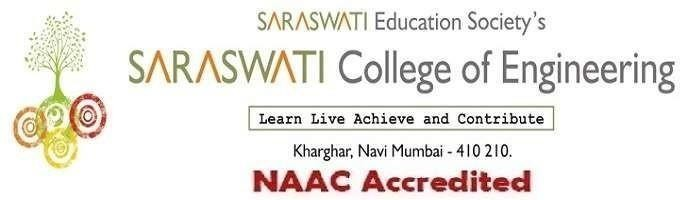 SARASWATI Education Society's
SARASWATI College of Engineering
Learn Live Achieve and Contribute
Kharghar, Navi Mumbai - 410 210.
NAAC Accredited